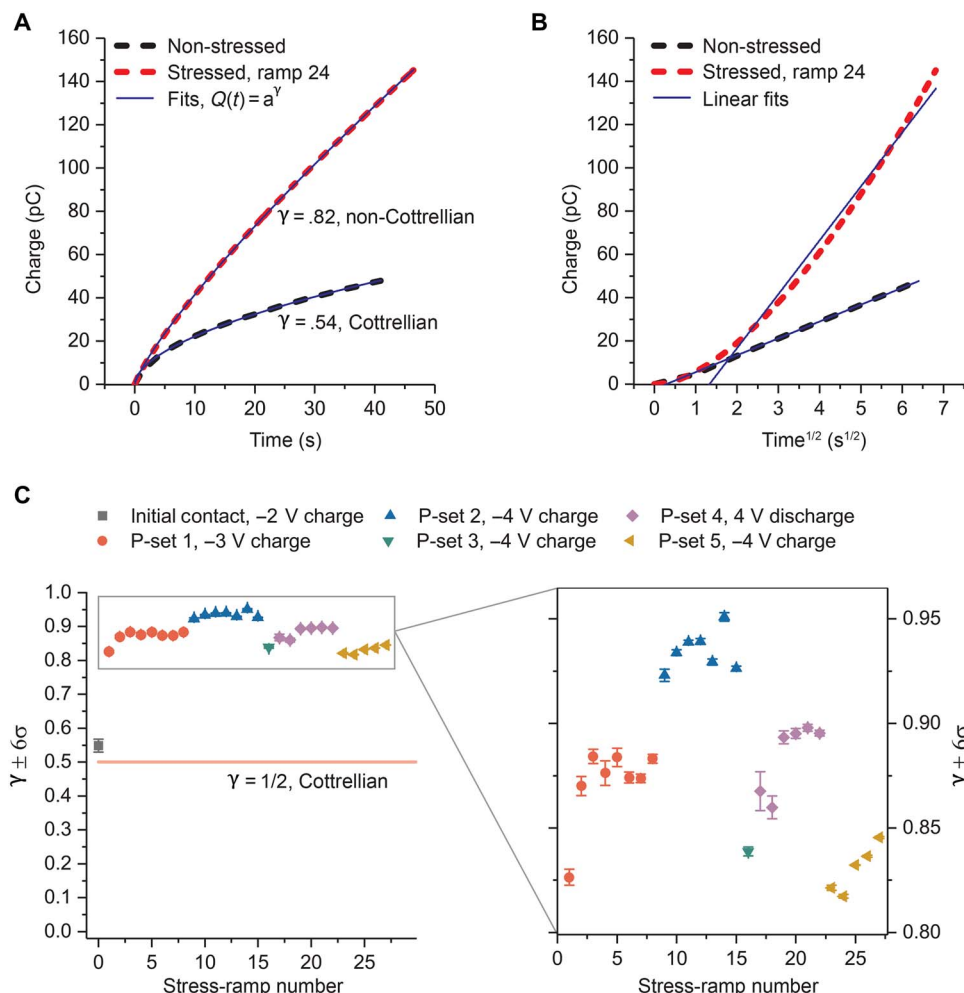 A
160
140
120
100
80
60
40
20
0
Charge (pC)
Non-stressed
Stressed, ramp 24
Fits, Q(t) = a^γ
γ = .82, non-Cottrellian
γ = .54, Cottrellian
0 10 20 30 40 50
Time (s)
B
160
140
120
100
80
60
40
20
0
Charge (pC)
Non-stressed
Stressed, ramp 24
Linear fits
0 1 2 3 4 5 6 7
Time^1/2 (s^1/2)
C
Initial contact, –2 V charge
P-set 2, –4 V charge
P-set 4, 4 V discharge
P-set 1, –3 V charge
P-set 3, –4 V charge
P-set 5, –4 V charge
1.0
0.9
0.8
0.7
0.6
0.5
0.4
0.3
0.2
0.1
0.0
γ ± 6σ
γ = 1/2, Cottrellian
0 5 10 15 20 25
Stress-ramp number
0.95
0.90
0.85
0.80
γ ± 6σ
0 5 10 15 20 25
Stress-ramp number